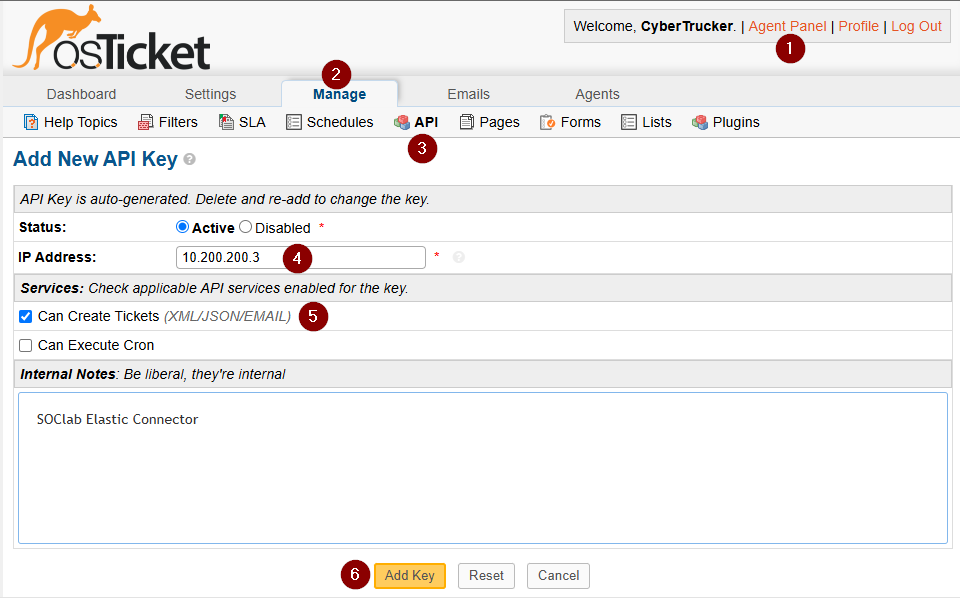 osTicket
Welcome, CyberTrucker. | Agent Panel | Profile | Log Out
1
2
Dashboard Settings Manage Emails Agents
Help Topics Filters SLA Schedules API Pages Forms Lists Plugins
3
Add New API Key ?
API Key is auto-generated. Delete and re-add to change the key.
Status: Active Disabled *
IP Address: 10.200.200.3 4 * ?
Services: Check applicable API services enabled for the key.
Can Create Tickets (XML/JSON/EMAIL) 5
Can Execute Cron
Internal Notes: Be liberal, they're internal
SOClab Elastic Connector
6 Add Key Reset Cancel